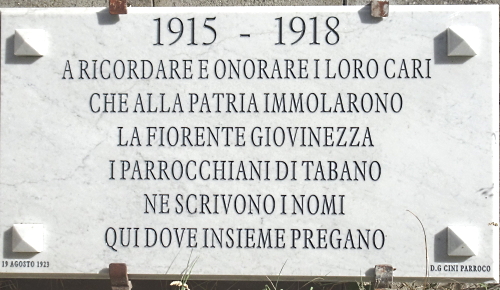 1915 - 1918
A RICORDARE E ONORARE I LORO CARI
CHE ALLA PATRIA IMMOLARONO
LA FIORENTE GIOVINEZZA
I PARROCCHIANI DI TABANO
NE SCRIVONO I NOMI
QUI DOVE INSIEME PREGANO
19 AGOSTO 1923
D.G CINI PARROCO